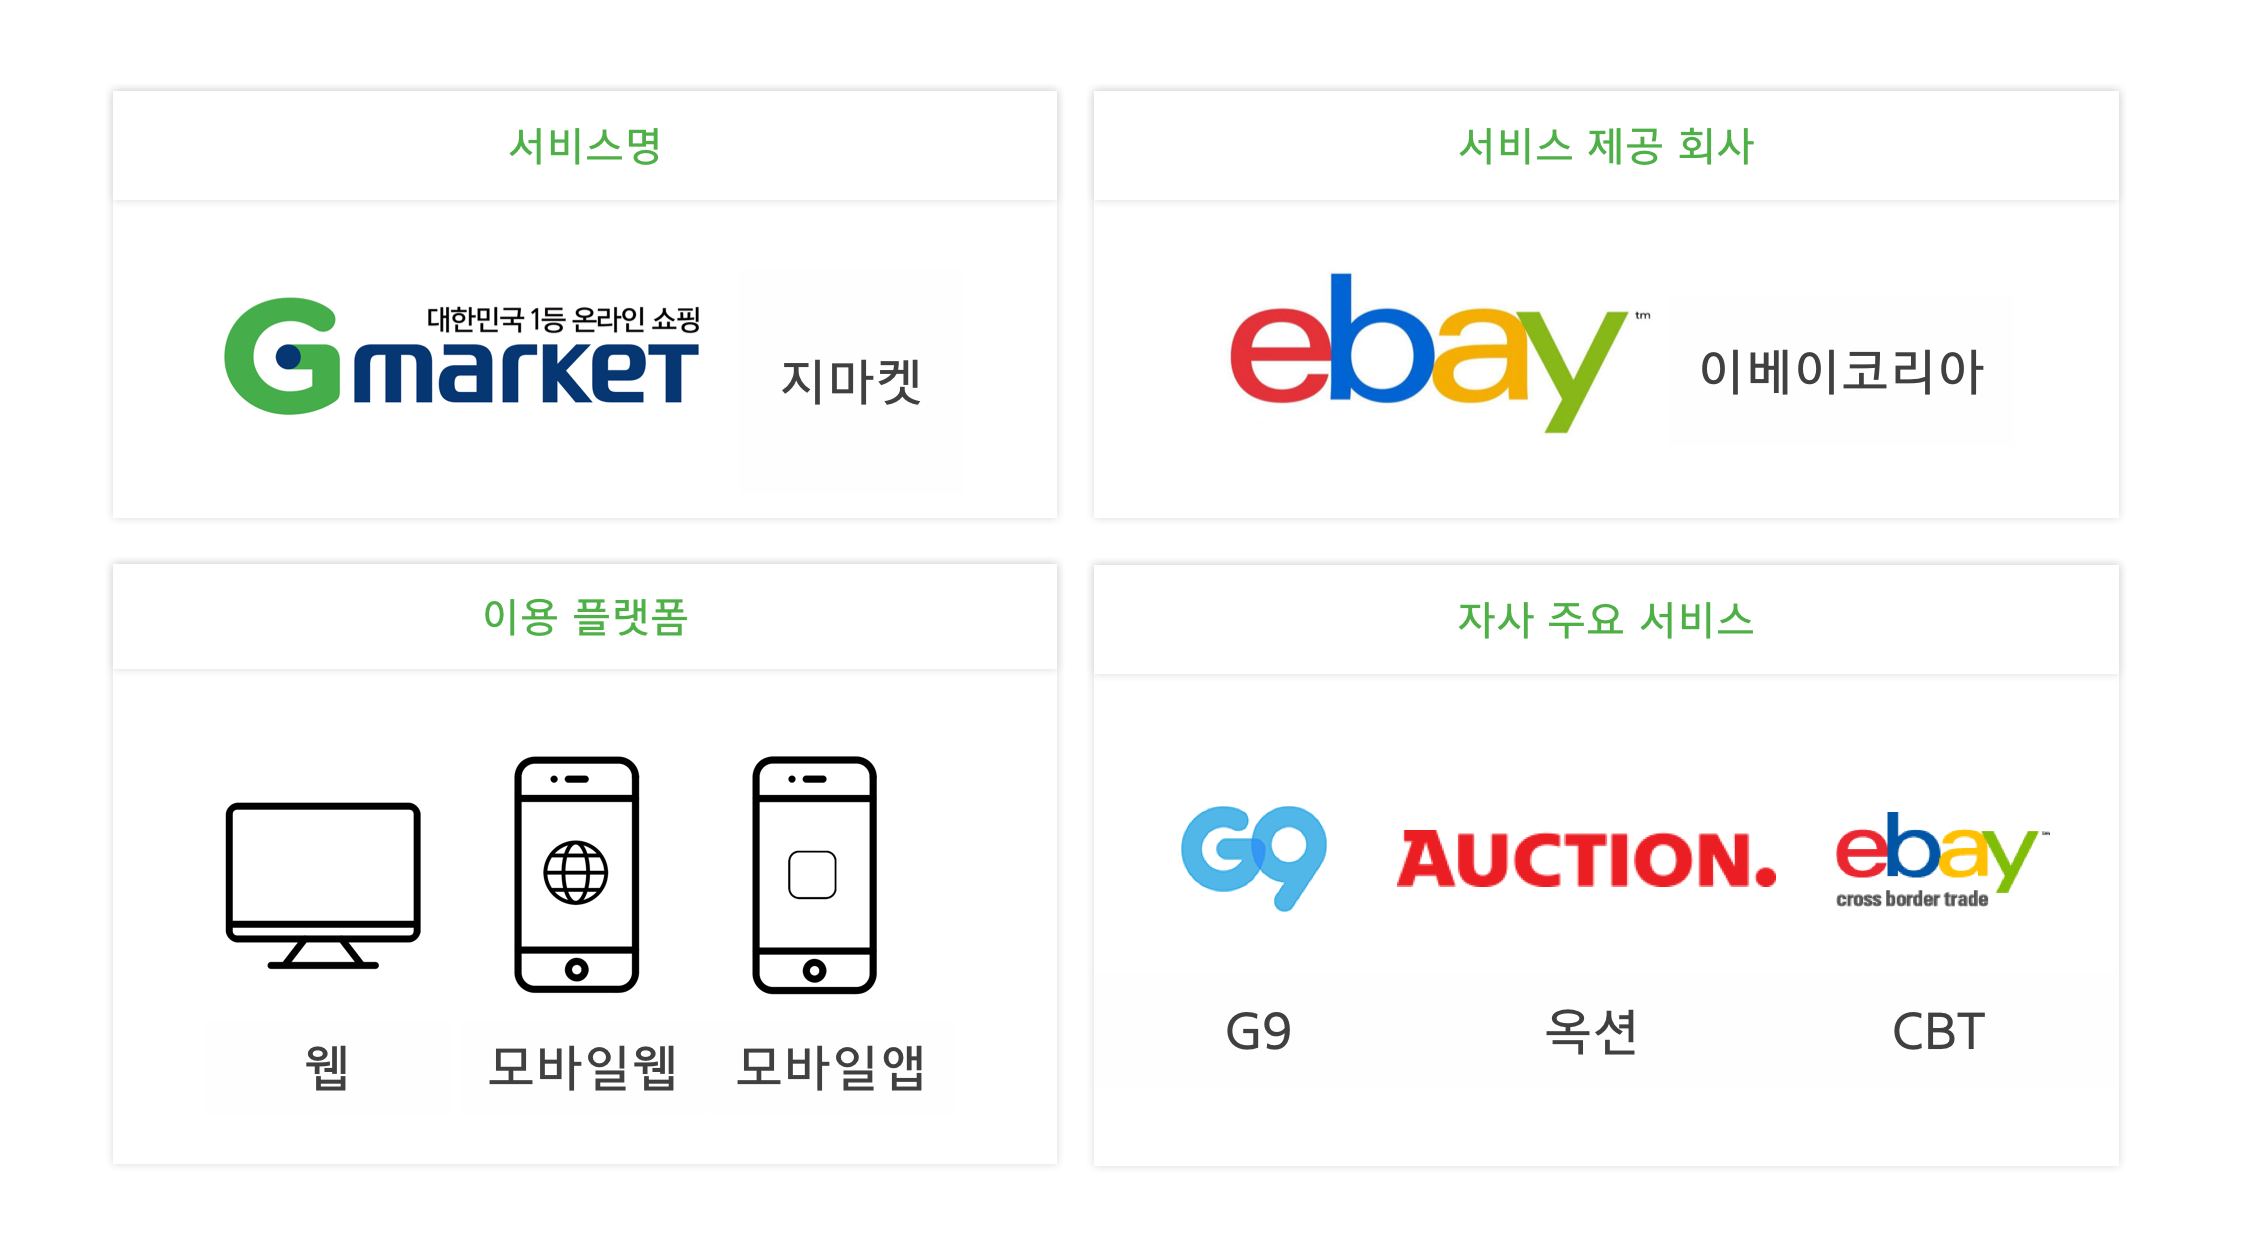 서비스명
대한민국 1등 온라인 쇼핑
Gmarket
지마켓
서비스 제공 회사
ebay™
이베이코리아
이용 플랫폼
웹
모바일웹
모바일앱
자사 주요 서비스
G9
AUCTION.
ebay™
cross border trade
G9
옥션
CBT